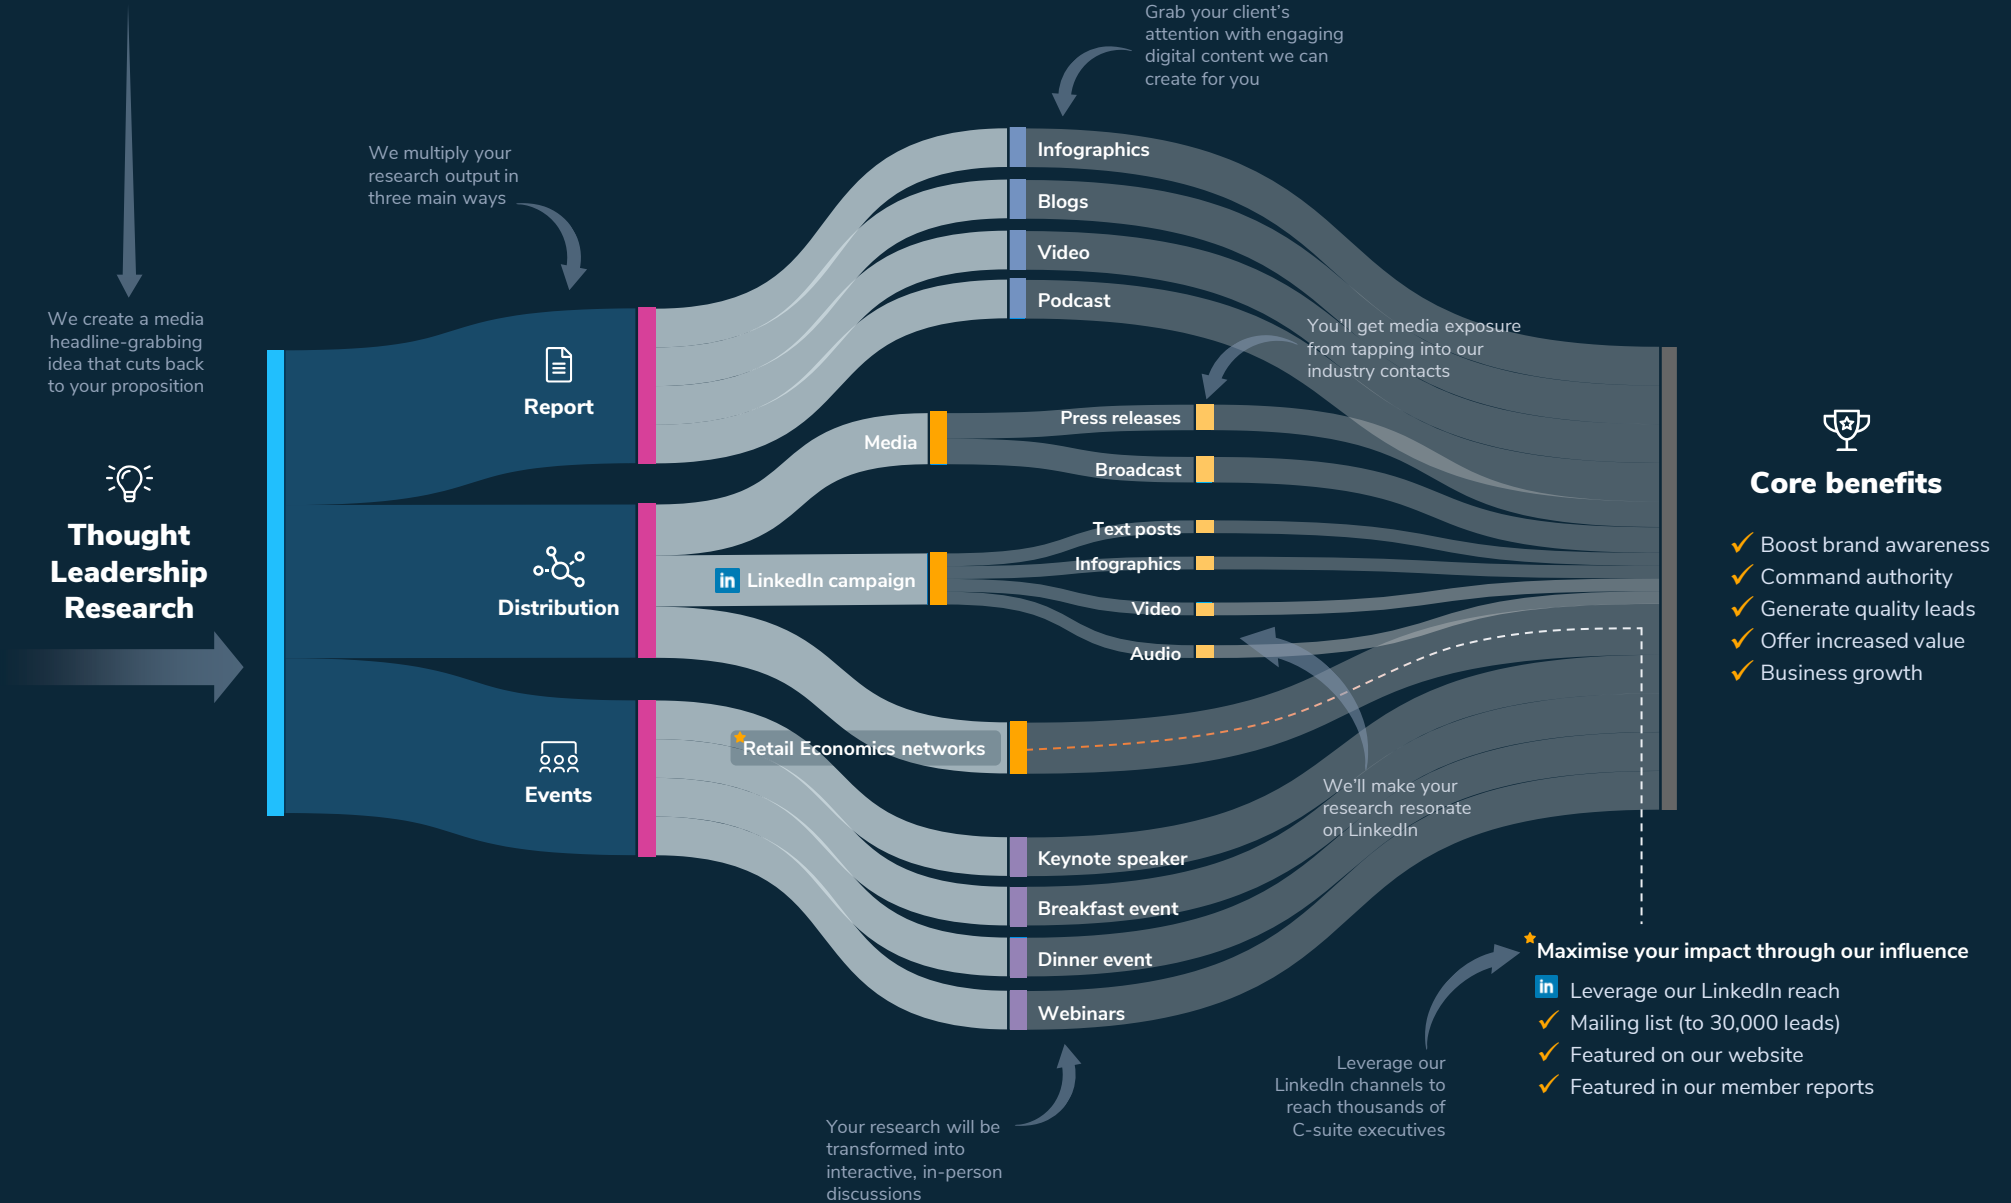 Grab your client's
attention with engaging
digital content we can
create for you
We multiply your
research output in
three main ways
We create a media
headline-grabbing
idea that cuts back
to your proposition
Thought
Leadership
Research
Report
Distribution
Events
Infographics
Blogs
Video
Podcast
You'll get media exposure
from tapping into our
industry contacts
Media
Press releases
Broadcast
in LinkedIn campaign
Text posts
Infographics
Video
Audio
Retail Economics networks
We'll make your
research resonate
on LinkedIn
Keynote speaker
Breakfast event
Dinner event
Webinars
Your research will be
transformed into
interactive, in-person
discussions
Core benefits
Boost brand awareness
Command authority
Generate quality leads
Offer increased value
Business growth
Maximise your impact through our influence
in Leverage our LinkedIn reach
Mailing list (to 30,000 leads)
Featured on our website
Featured in our member reports
Leverage our
LinkedIn channels to
reach thousands of
C-suite executives